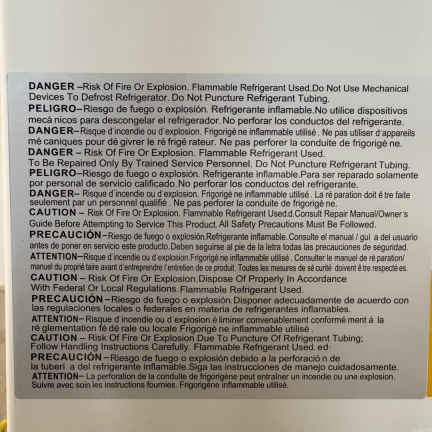 DANGER –Risk Of Fire Or Explosion. Flammable Refrigerant Used.Do Not Use Mechanical
Devices To Defrost Refrigerator. Do Not Puncture Refrigerant Tubing.
PELIGRO–Riesgo de fuego o explosión. Refrigerante inflamable.No utilice dispositivos
mecà nicos para descongelar el refrigerador.No perforar los conductos del refrigerante.
DANGER–Risque d'incendie ou d'explosion. Frigorigè ne inflammable utilisé . Ne pas utiliser d'appareils
mé caniques pour dé givrer le ré frigé rateur. Ne pas perforer la conduite de frigorigè ne.
DANGER – Risk Of Fire Or Explosion. Flammable Refrigerant Used.
To Be Repaired Only By Trained Service Personnel. Do Not Puncture Refrigerant Tubing.
PELIGRO–Riesgo de fuego o explosión. Refrigerante inflamable.Para ser reparado solamente
por personal de servicio calificado.No perforar los conductos del refrigerante.
DANGER– Risque d'incendie ou d'explosion. Frigorigè ne inflammable utilisé . La ré paration doit ê tre faite
seulement par un personnel qualifié . Ne pas perforer la conduite de frigorigè ne.
CAUTION – Risk Of Fire Or Explosion. Flammable Refrigerant Used.d.Consult Repair Manual/Owner's
Guide Before Attempting to Service This Product. All Safety Precautions Must Be Followed.
PRECAUCIÓN–Riesgo de fuego o explosión.Refrigerante inflamable. Consulte el manual / guí a del usuario
antes de poner en servicio este producto.Deben seguirse al pie de la letra todas las precauciones de seguridad.
ATTENTION–Risque d'incendie ou d'explosion.Frigorigè ne inflammable utilisé . Consulter le manuel de ré paration/
manuel du proprié taire avant d'entreprendre l'entretien de ce produit. Toutes les mesures de sé curité doivent ê tre respecté es.
CAUTION – Risk Of Fire Or Explosion.Dispose Of Properly In Accordance
With Federal Or Local Regulations. Flammable Refrigerant Used.
PRECAUCIÓN–Riesgo de fuego o explosión.Disponer adecuadamente de acuerdo con
las regulaciones locales o federales en materia de refrigerantes inflamables.
ATTENTION– Risque d'incendie ou d'explosion à liminer convenablement conformé ment à la
ré glementation fé dé rale ou locale Frigorigè ne inflammable utilisé .
CAUTION – Risk Of Fire Or Explosion Due To Puncture Of Refrigerant Tubing;
Follow Handling Instructions Carefully. Flammable Refrigerant Used. ed·
PRECAUCIÓN–Riesgo de fuego o explosión debido a la perforació n de
la tuberí a del refrigerante inflamable.Siga las instrucciones de manejo cuidadosamente.
ATTENTION– La perforation de la conduite de frigorigène peut entraîner un incendie ou une explosion.
Suivre avec soin les instructions fournies. Frigorigène inflammable utilisé.